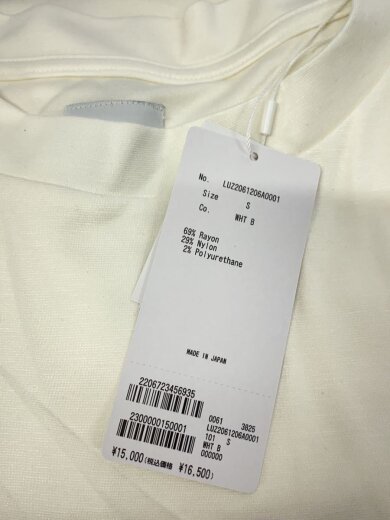 No. LUZ2061206A0001
Size S
Co. WHT B
69% Rayon
29% Nylon
2% Polyurethane
MADE IN JAPAN
2206723456935
0061 3625
LUZ2061206A0001
2300000150001
101 S
WHT B
000000
¥15,000(税込価格 ¥16,500)